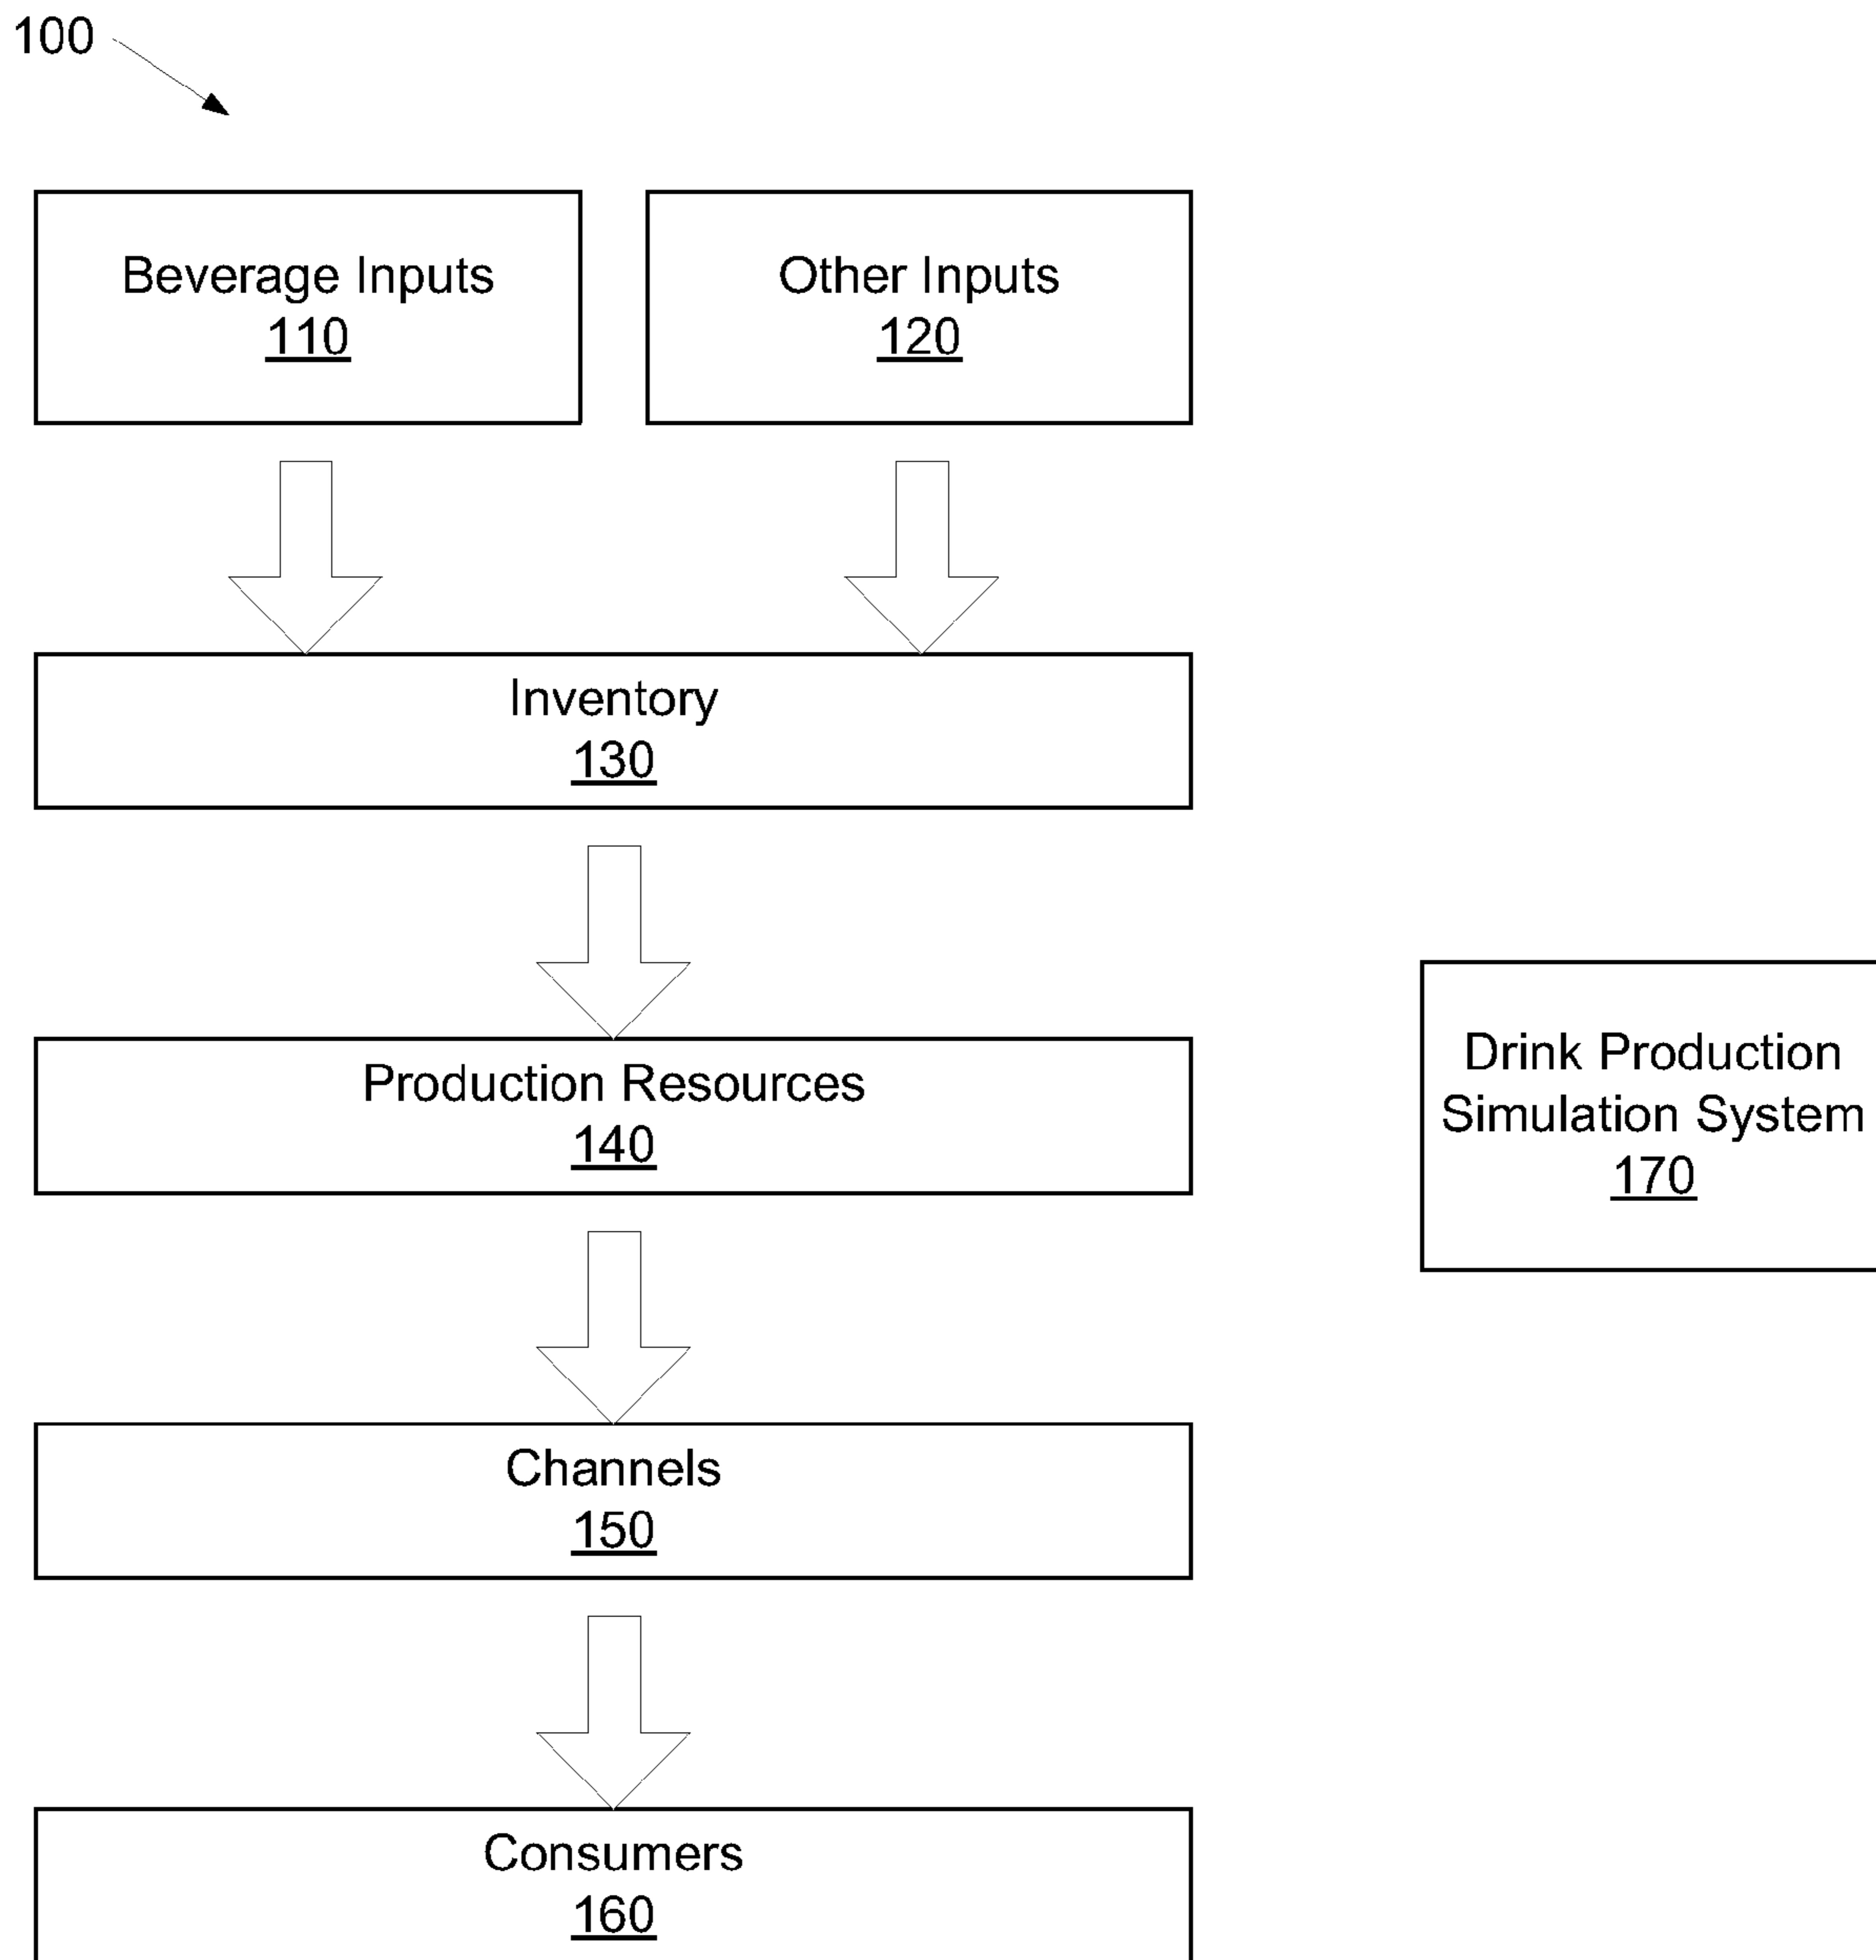 100
Beverage Inputs
110
Other Inputs
120
Inventory
130
Production Resources
140
Drink Production
Simulation System
170
Channels
150
Consumers
160